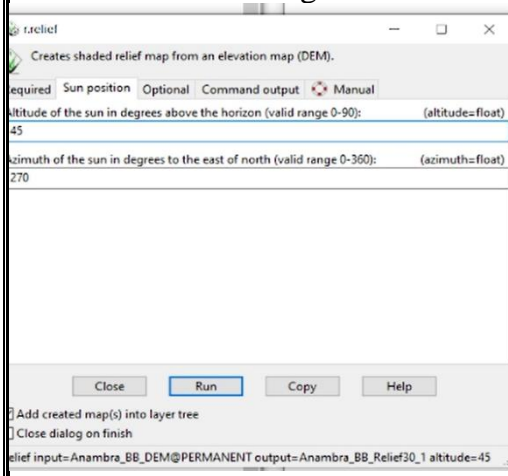 r.relief
Creates shaded relief map from an elevation map (DEM).
equired Sun position Optional Command output Manual
Altitude of the sun in degrees above the horizon (valid range 0-90): (altitude=float)
45
Azimuth of the sun in degrees to the east of north (valid range 0-360): (azimuth=float)
270
Close Run Copy Help
Add created map(s) into layer tree
Close dialog on finish
elief input=Anambra_BB_DEM@PERMANENT output=Anambra_BB_Relief30_1 altitude=45